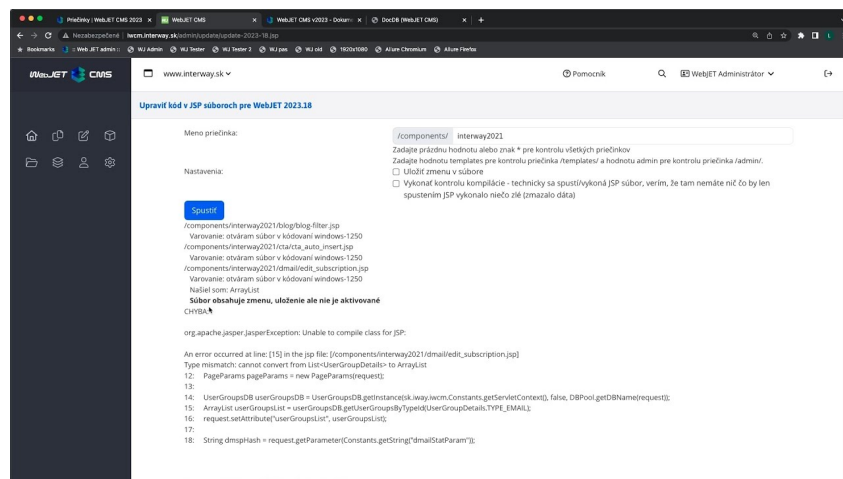 Priečinky | WebJET CMS 2023
WebJET CMS
WebJET CMS v2023 - Dokume
DocDB (WebJET CMS)
Nezabezpečené | iwcm.interway.sk/admin/update/update-2023-18.jsp
Bookmarks :: Web JET admin :: WJ Admin WJ Tester WJ Tester 2 WJ pas WJ old 1920x1080 Allure Chromium Allure Firefox
WebJET CMS
www.interway.sk
Pomocník
WebJET Administrátor
Upraviť kód v JSP súboroch pre WebJET 2023.18
Meno priečinka:
/components/ interway2021
Zadajte prázdnu hodnotu alebo znak * pre kontrolu všetkých priečinkov
Zadajte hodnotu templates pre kontrolu priečinka /templates/ a hodnotu admin pre kontrolu priečinka /admin/.
Nastavenia:
Uložiť zmenu v súbore
Vykonať kontrolu kompilácie - technicky sa spustí/vykoná JSP súbor, verím, že tam nemáte nič čo by len
spustením JSP vykonalo niečo zlé (zmazalo dáta)
Spustiť
/components/interway2021/blog/blog-filter.jsp
Varovanie: otváram súbor v kódovaní windows-1250
/components/interway2021/cta/cta_auto_insert.jsp
Varovanie: otváram súbor v kódovaní windows-1250
/components/interway2021/dmail/edit_subscription.jsp
Varovanie: otváram súbor v kódovaní windows-1250
Našiel som: ArrayList
Súbor obsahuje zmenu, uloženie ale nie je aktivované
CHYBA:
org.apache.jasper.JasperException: Unable to compile class for JSP:
An error occurred at line: [15] in the jsp file: [/components/interway2021/dmail/edit_subscription.jsp]
Type mismatch: cannot convert from List<UserGroupDetails> to ArrayList
12: PageParams pageParams = new PageParams(request);
13:
14: UserGroupsDB userGroupsDB = UserGroupsDB.getInstance(sk.iway.iwcm.Constants.getServletContext(), false, DBPool.getDBName(request));
15: ArrayList userGroupsList = userGroupsDB.getUserGroupsByTypeId(UserGroupDetails.TYPE_EMAIL);
16: request.setAttribute("userGroupsList", userGroupsList);
17:
18: String dmspHash = request.getParameter(Constants.getString("dmailStatParam"));